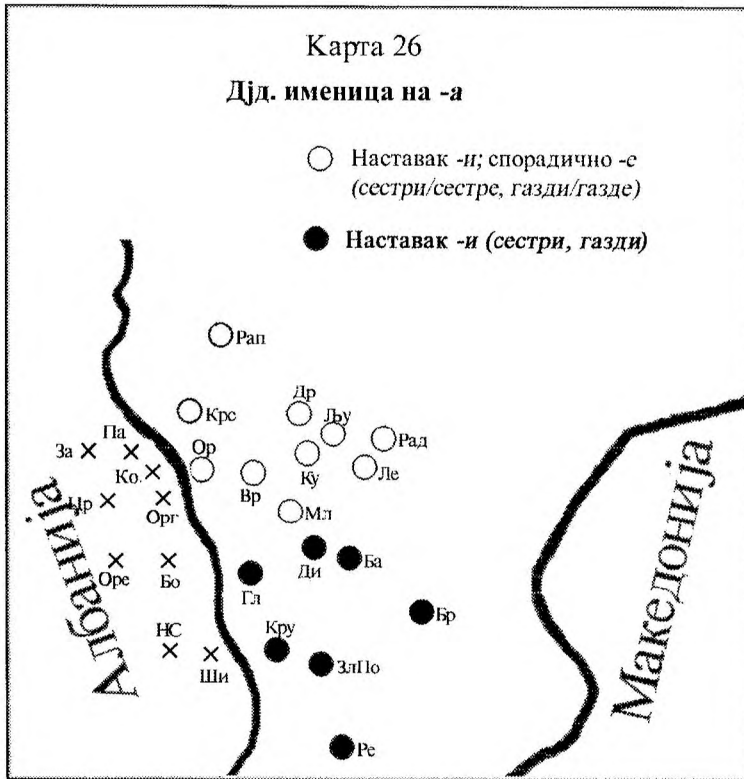 Карта 26
Дјд. именица на -а
Наставак -и; спорадично -е
(сестри/сестре, газди/газде)
Наставак -и (сестри, газди)
Рап
Крс
Др
Љу
Рад
Па
За
Ор
Ко.
Вр
Ку
Ле
Цр
Орг
Мл
Оре
Бо
Гл
Ди
Ба
Бр
НС
Ши
Кру
ЗлПо
Ре
Албанија
Македонија